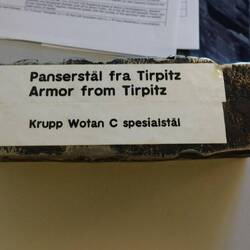 Panserstål fra Tirpitz
Armor from Tirpitz
Krupp Wotan C spesialstål